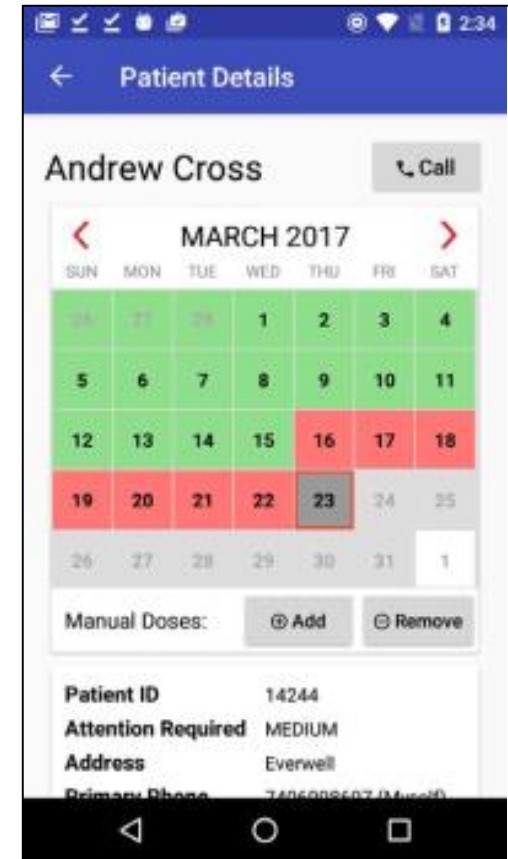 2:34
Patient Details
Andrew Cross
Call
MARCH 2017
SUN MON TUE WED THU FRI SAT
26 27 28 1 2 3 4
5 6 7 8 9 10 11
12 13 14 15 16 17 18
19 20 21 22 23 24 25
26 27 28 29 30 31 1
Manual Doses: Add Remove
Patient ID 14244
Attention Required MEDIUM
Address Everwell
Primary Phone (Myself)